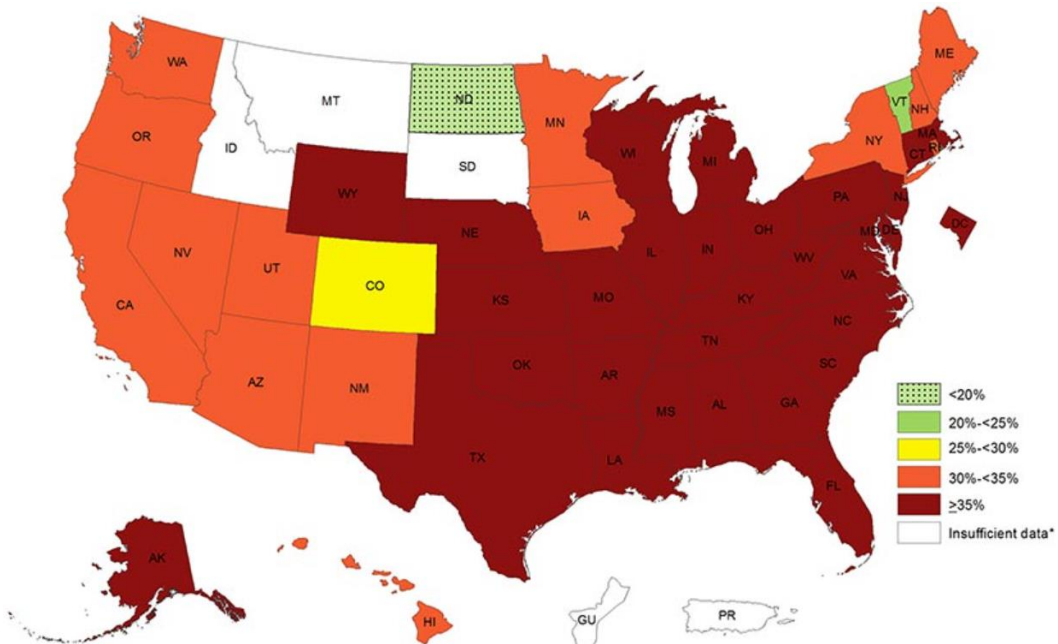 WA
MT
ND
MN
ME
VT
NH
OR
ID
SD
WI
MI
NY
MA
CT
RI
WY
IA
PA
NJ
NE
OH
MD
DE
DC
NV
UT
IL
IN
WV
CA
CO
KS
MO
KY
VA
NC
TN
AZ
NM
OK
AR
SC
MS
AL
GA
TX
LA
FL
<20%
20%-<25%
25%-<30%
30%-<35%
≥35%
Insufficient data*
AK
HI
GU
PR